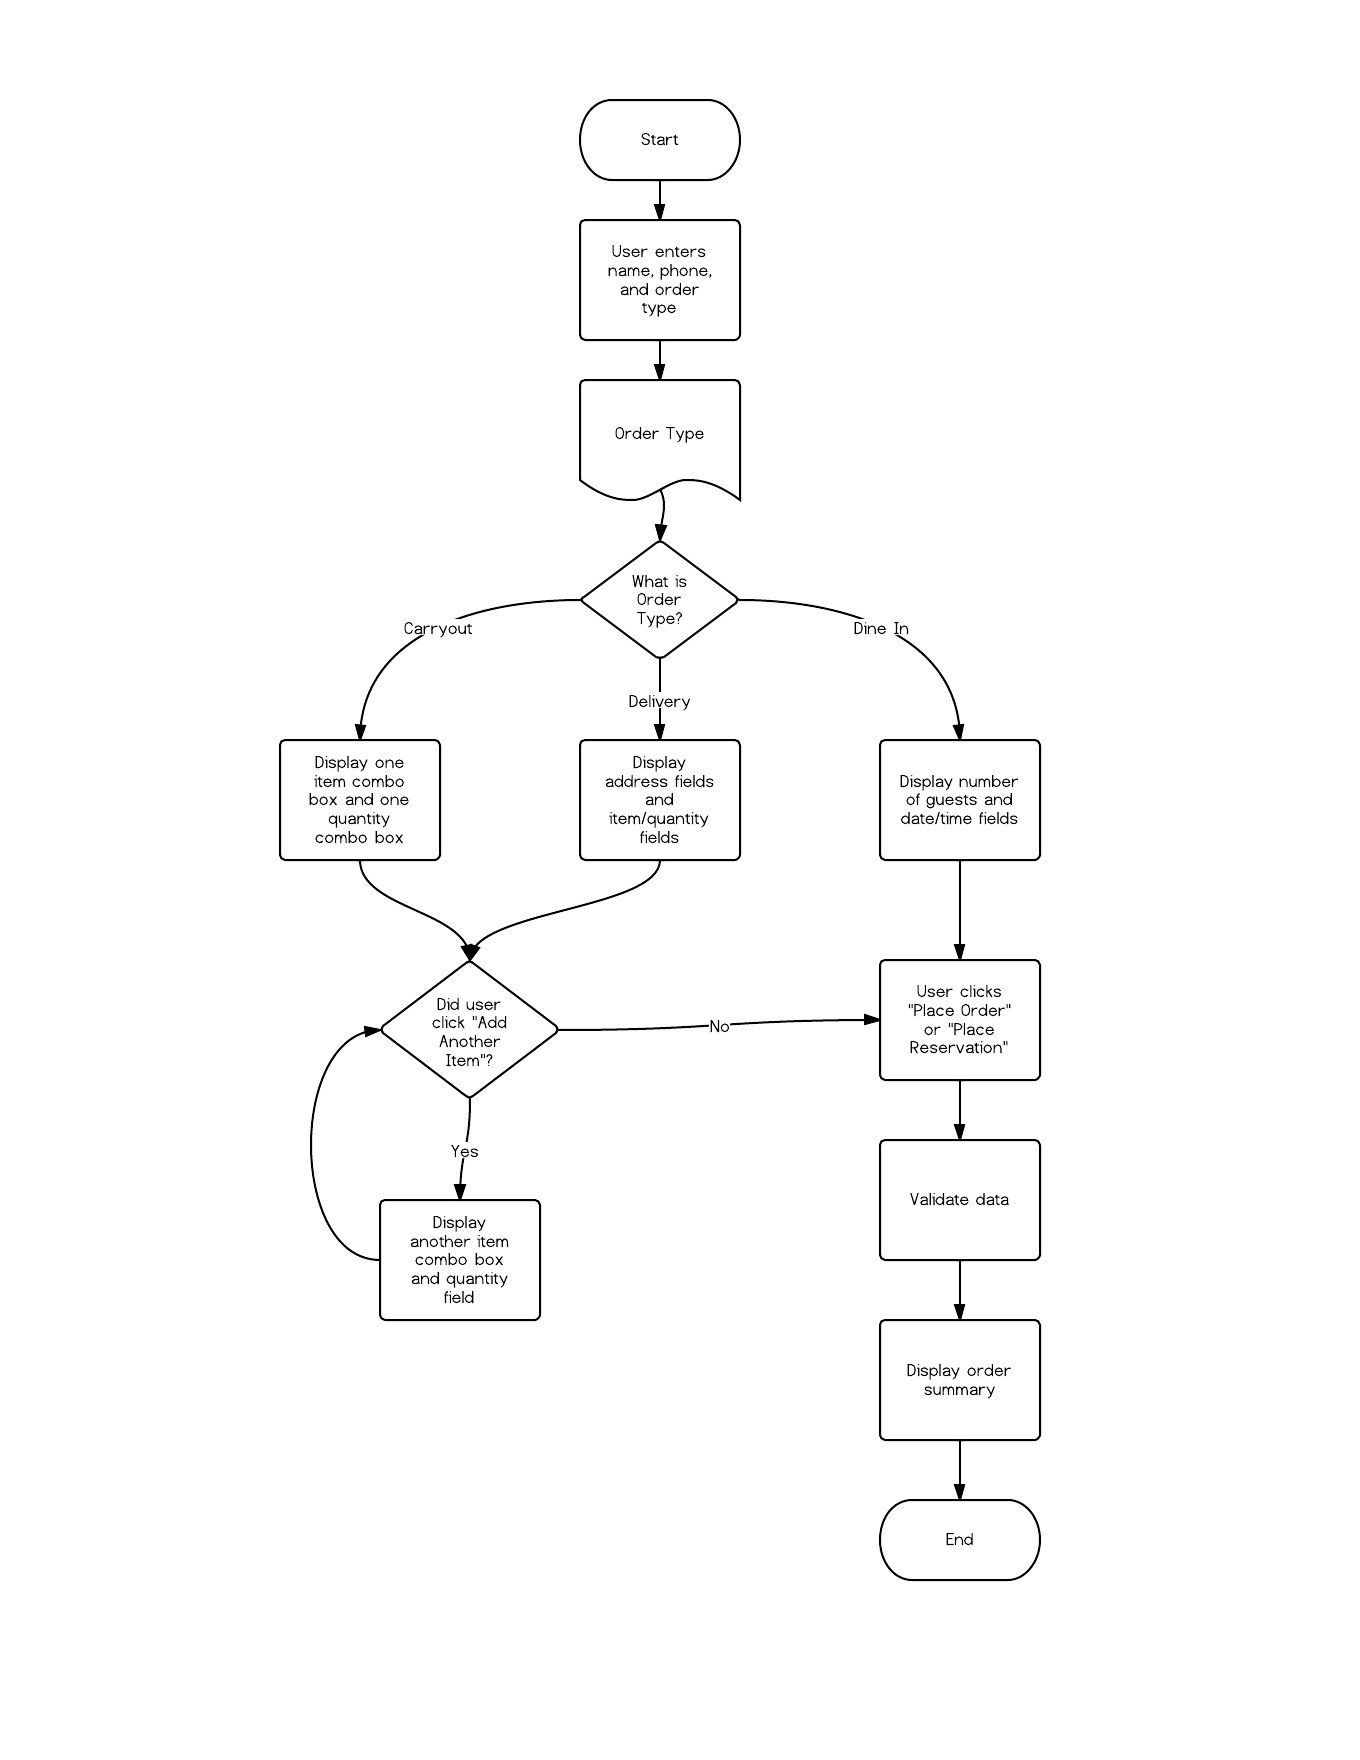 Start
User enters
name, phone,
and order
type
Order Type
What is
Order
Type?
Carryout
Dine In
Delivery
Display one
item combo
box and one
quantity
combo box
Display
address fields
and
item/quantity
fields
Display number
of guests and
date/time fields
Did user
click "Add
Another
Item"?
No
User clicks
"Place Order"
or "Place
Reservation"
Yes
Display
another item
combo box
and quantity
field
Validate data
Display order
summary
End